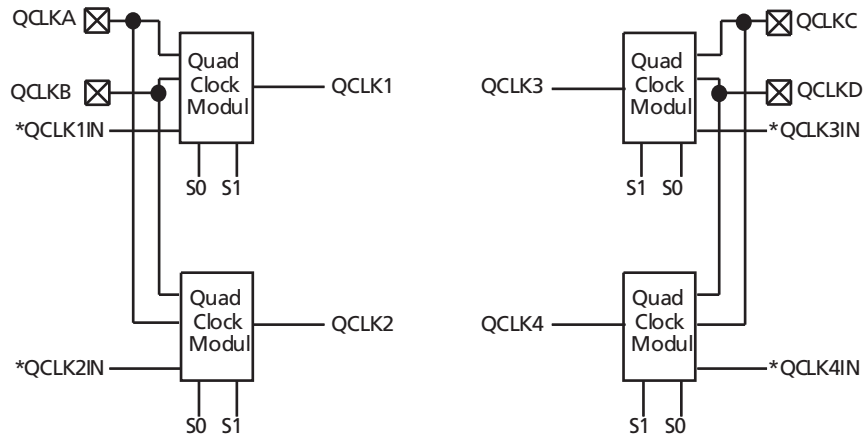 QCLKA
Quad
Clock
Modul
QCLKB
*QCLK1IN
QCLK1
S0 S1
QCLKC
Quad
Clock
Modul
QCLK3
QCLKD
*QCLK3IN
S1 S0
Quad
Clock
Modul
QCLK2
*QCLK2IN
S0 S1
Quad
Clock
Modul
QCLK4
*QCLK4IN
S1 S0